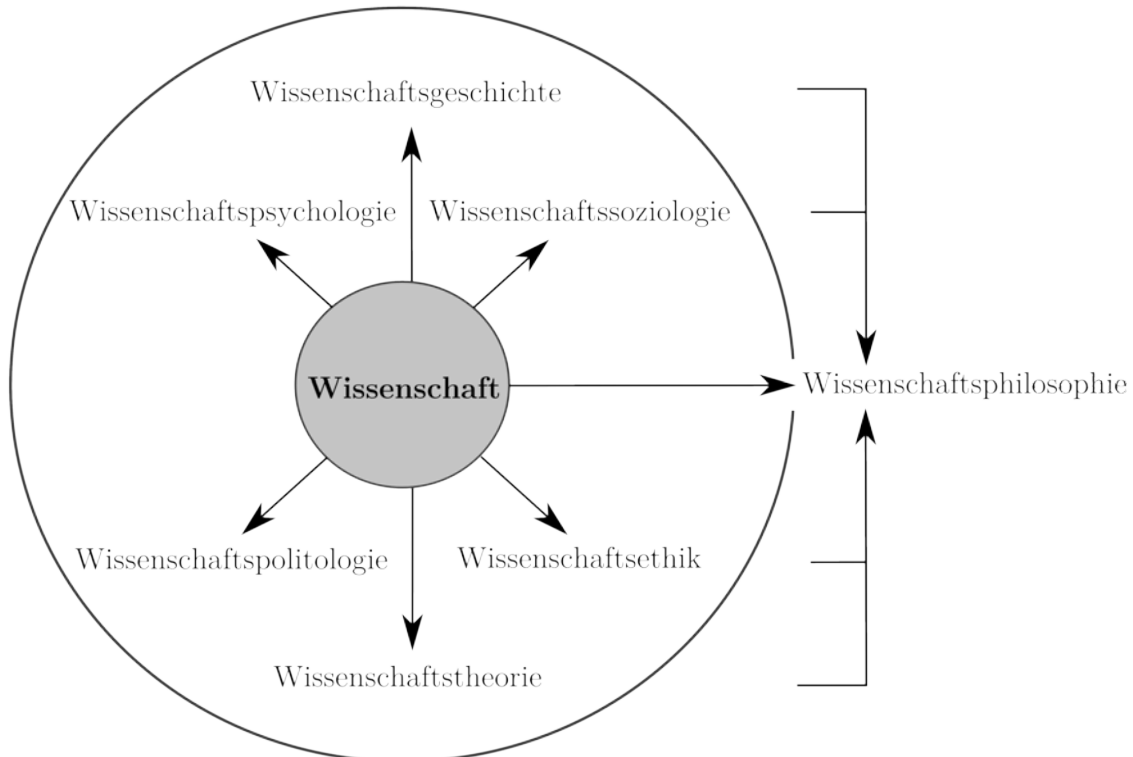 Wissenschaftsgeschichte
Wissenschaftspsychologie
Wissenschaftssoziologie
Wissenschaft
Wissenschaftsphilosophie
Wissenschaftspolitologie
Wissenschaftsethik
Wissenschaftstheorie